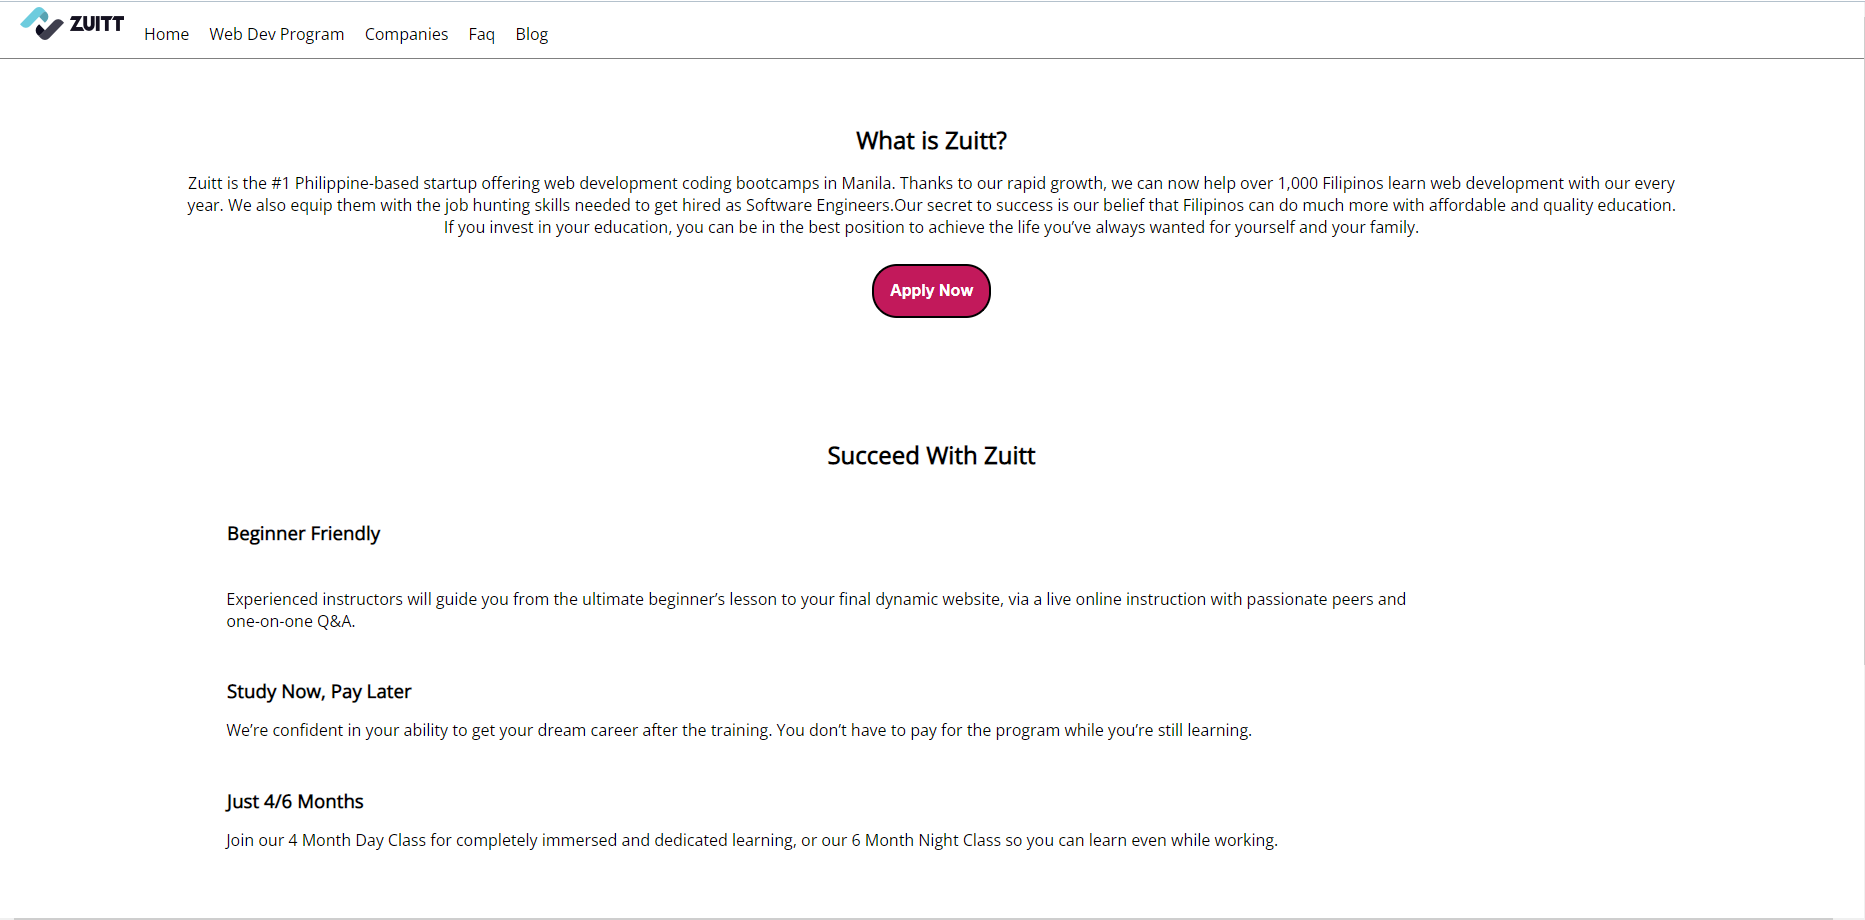 ZUITT
Home Web Dev Program Companies Faq Blog
What is Zuitt?
Zuitt is the #1 Philippine-based startup offering web development coding bootcamps in Manila. Thanks to our rapid growth, we can now help over 1,000 Filipinos learn web development with our every
year. We also equip them with the job hunting skills needed to get hired as Software Engineers.Our secret to success is our belief that Filipinos can do much more with affordable and quality education.
If you invest in your education, you can be in the best position to achieve the life you’ve always wanted for yourself and your family.
Apply Now
Succeed With Zuitt
Beginner Friendly
Experienced instructors will guide you from the ultimate beginner’s lesson to your final dynamic website, via a live online instruction with passionate peers and
one-on-one Q&A.
Study Now, Pay Later
We’re confident in your ability to get your dream career after the training. You don’t have to pay for the program while you’re still learning.
Just 4/6 Months
Join our 4 Month Day Class for completely immersed and dedicated learning, or our 6 Month Night Class so you can learn even while working.